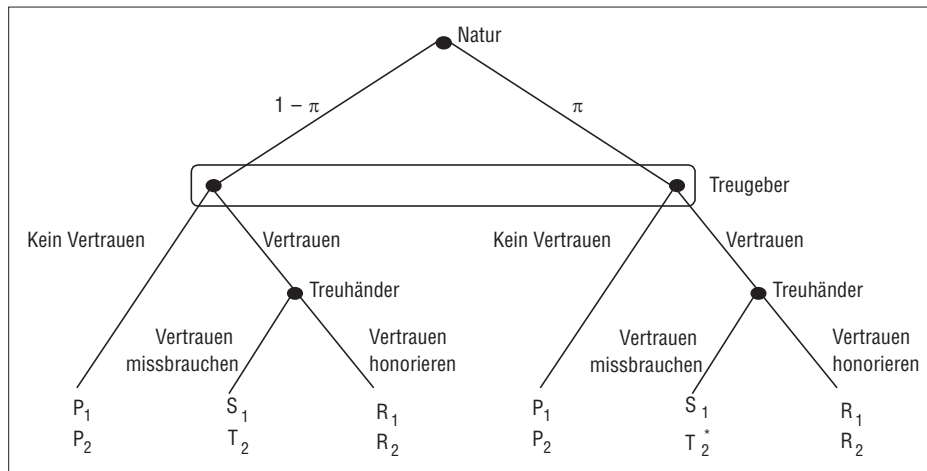 Natur
1 – π
π
Treugeber
Kein Vertrauen
Vertrauen
Kein Vertrauen
Vertrauen
Treuhänder
Treuhänder
Vertrauen
missbrauchen
Vertrauen
honorieren
Vertrauen
missbrauchen
Vertrauen
honorieren
P1 S1 R1 P1 S1 R1
P2 T2 R2 P2 T2* R2